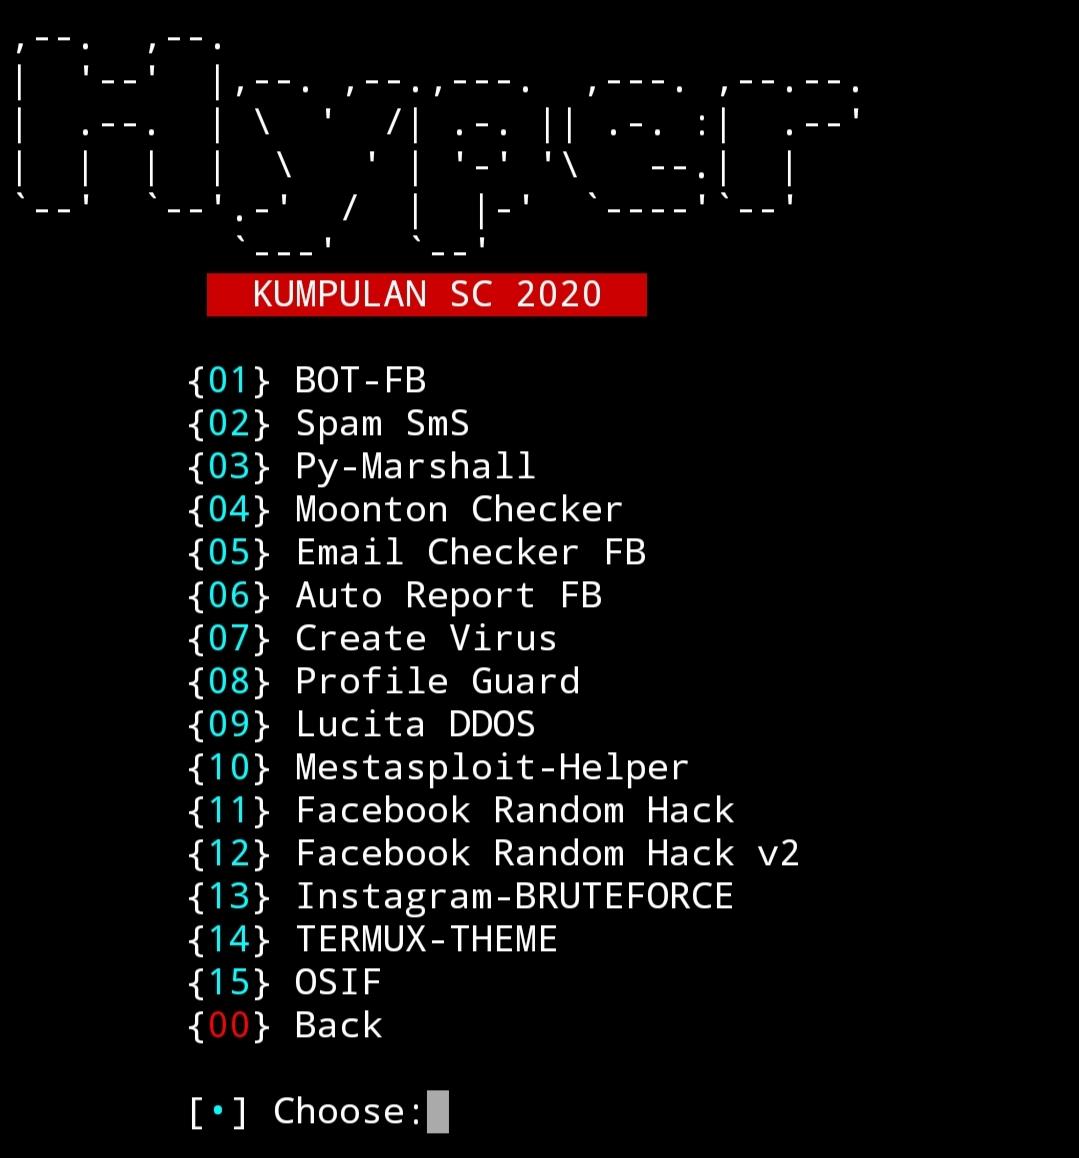 Hyper
KUMPULAN SC 2020
{01} BOT-FB
{02} Spam SmS
{03} Py-Marshall
{04} Moonton Checker
{05} Email Checker FB
{06} Auto Report FB
{07} Create Virus
{08} Profile Guard
{09} Lucita DDOS
{10} Mestasploit-Helper
{11} Facebook Random Hack
{12} Facebook Random Hack v2
{13} Instagram-BRUTEFORCE
{14} TERMUX-THEME
{15} OSIF
{00} Back
[•] Choose: